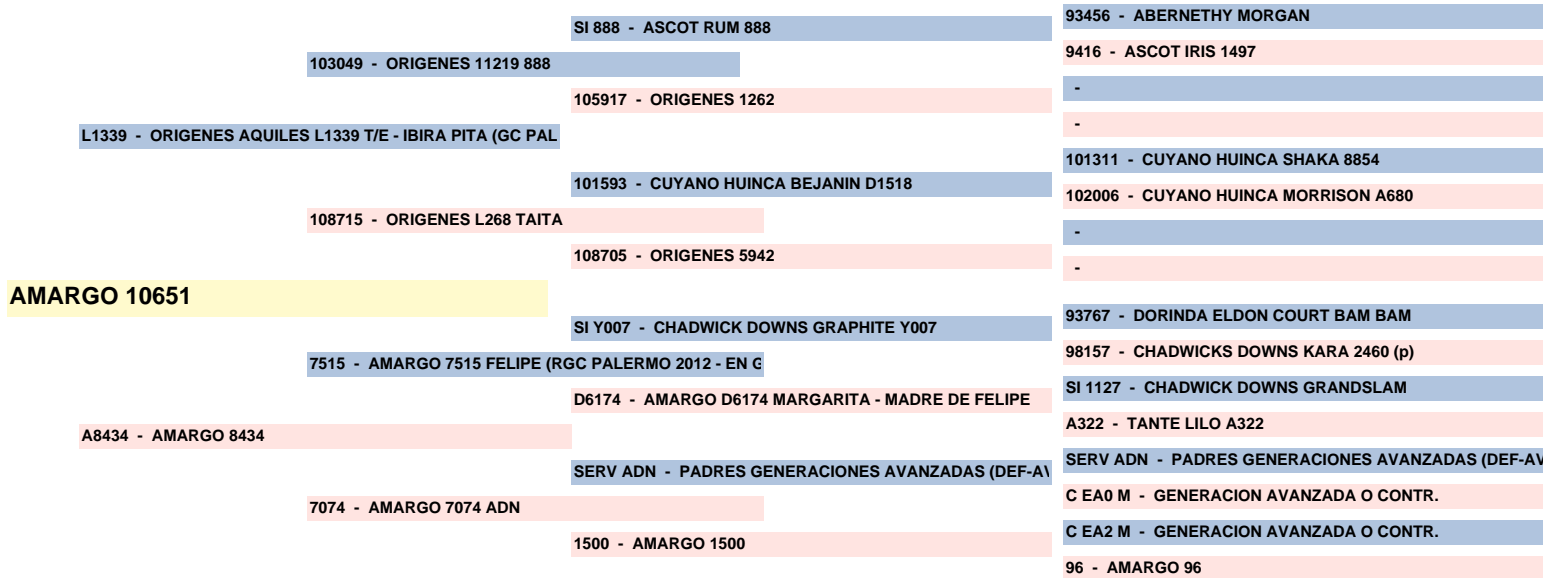 93456 - ABERNETHY MORGAN
SI 888 - ASCOT RUM 888
9416 - ASCOT IRIS 1497
103049 - ORIGENES 11219 888
-
105917 - ORIGENES 1262
-
L1339 - ORIGENES AQUILES L1339 T/E - IBIRA PITA (GC PAL
101311 - CUYANO HUINCA SHAKA 8854
101593 - CUYANO HUINCA BEJANIN D1518
102006 - CUYANO HUINCA MORRISON A680
108715 - ORIGENES L268 TAITA
-
108705 - ORIGENES 5942
-
AMARGO 10651
93767 - DORINDA ELDON COURT BAM BAM
SI Y007 - CHADWICK DOWNS GRAPHITE Y007
98157 - CHADWICKS DOWNS KARA 2460 (p)
7515 - AMARGO 7515 FELIPE (RGC PALERMO 2012 - EN G
SI 1127 - CHADWICK DOWNS GRANDSLAM
D6174 - AMARGO D6174 MARGARITA - MADRE DE FELIPE
A322 - TANTE LILO A322
A8434 - AMARGO 8434
SERV ADN - PADRES GENERACIONES AVANZADAS (DEF-AV
SERV ADN - PADRES GENERACIONES AVANZADAS (DEF-AV
C EA0 M - GENERACION AVANZADA O CONTR.
7074 - AMARGO 7074 ADN
C EA2 M - GENERACION AVANZADA O CONTR.
1500 - AMARGO 1500
96 - AMARGO 96